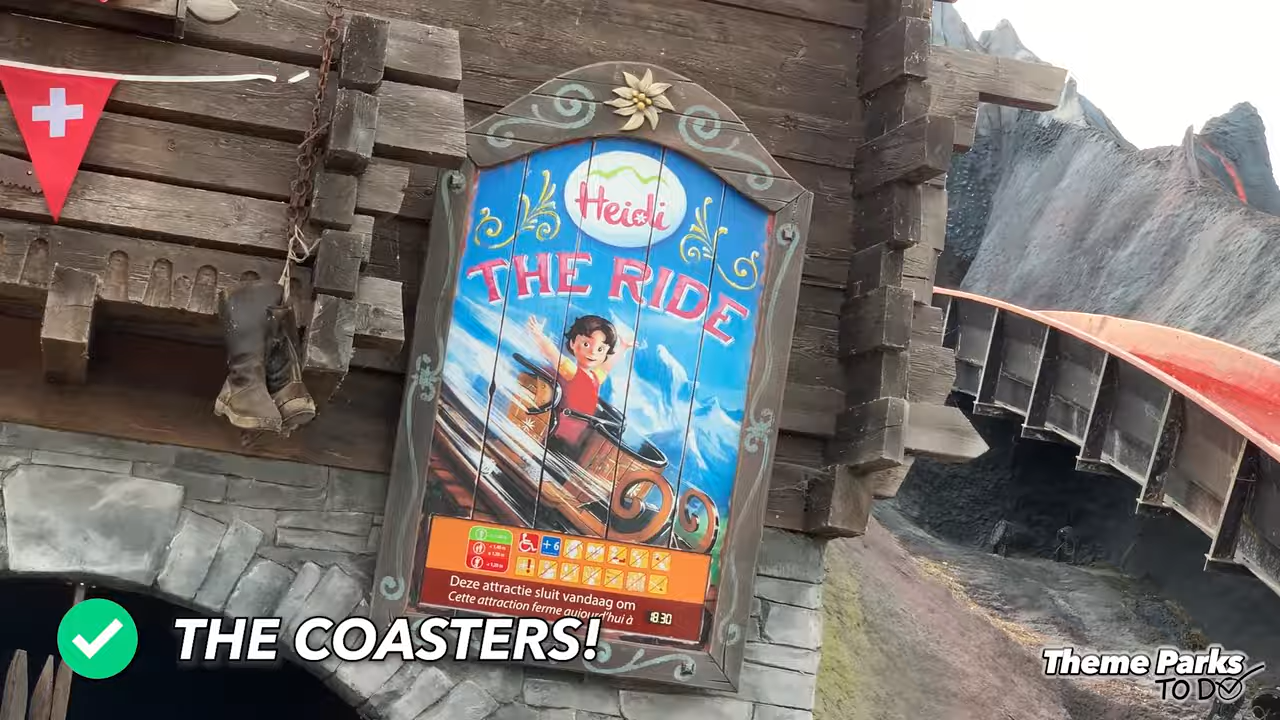 Heidi
THE RIDE
+6
Deze attractie sluit vandaag om
Cette attraction ferme aujourd'hui à
18:30
THE COASTERS!
Theme Parks
TO DO